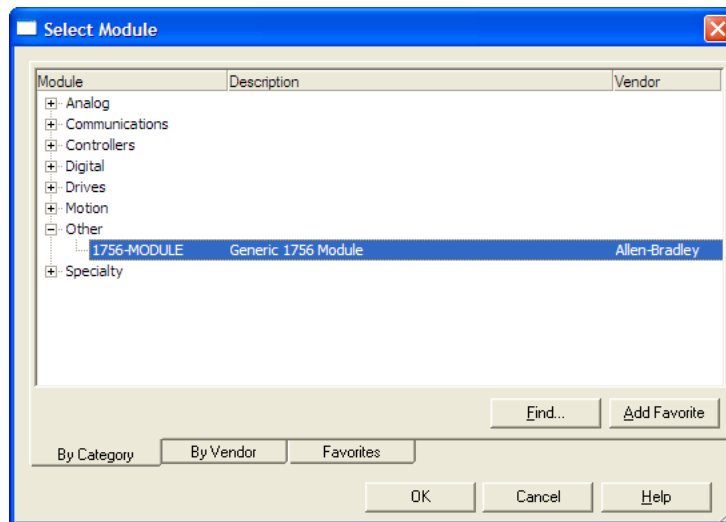 Select Module
Module Description Vendor
Analog
Communications
Controllers
Digital
Drives
Motion
Other
1756-MODULE Generic 1756 Module Allen-Bradley
Specialty
Find... Add Favorite
By Category By Vendor Favorites
OK Cancel Help